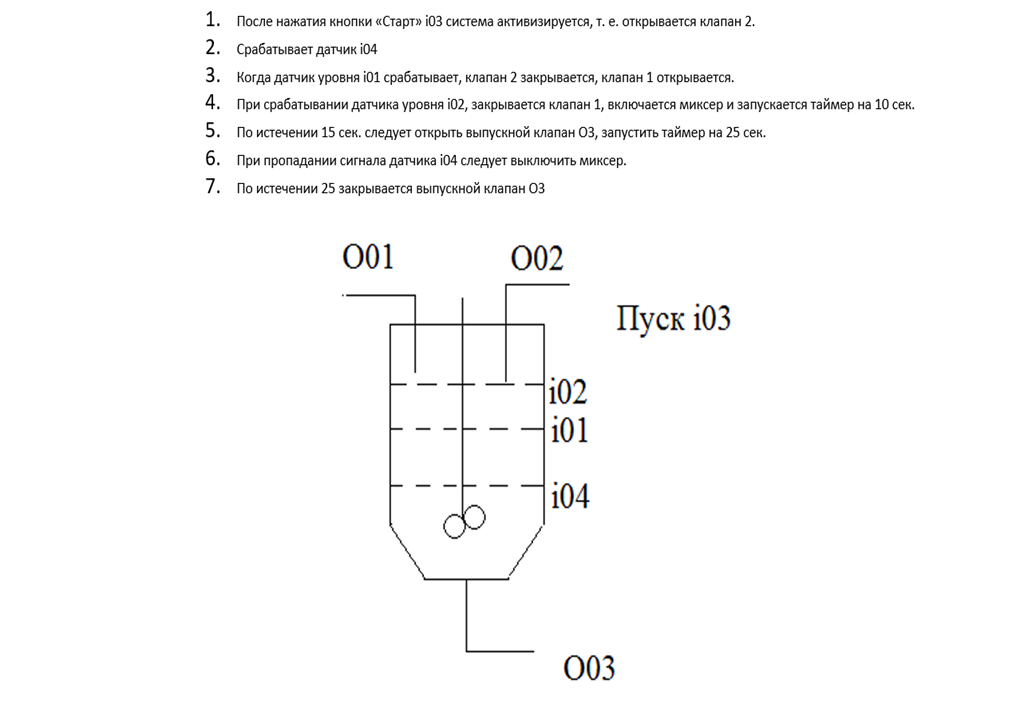 1. После нажатия кнопки «Старт» i03 система активизируется, т. е. открывается клапан 2.
2. Срабатывает датчик i04
3. Когда датчик уровня i01 срабатывает, клапан 2 закрывается, клапан 1 открывается.
4. При срабатывании датчика уровня i02, закрывается клапан 1, включается миксер и запускается таймер на 10 сек.
5. По истечении 15 сек. следует открыть выпускной клапан O3, запустить таймер на 25 сек.
6. При пропадании сигнала датчика i04 следует выключить миксер.
7. По истечении 25 закрывается выпускной клапан O3
O01
O02
Пуск i03
i02
i01
i04
O03